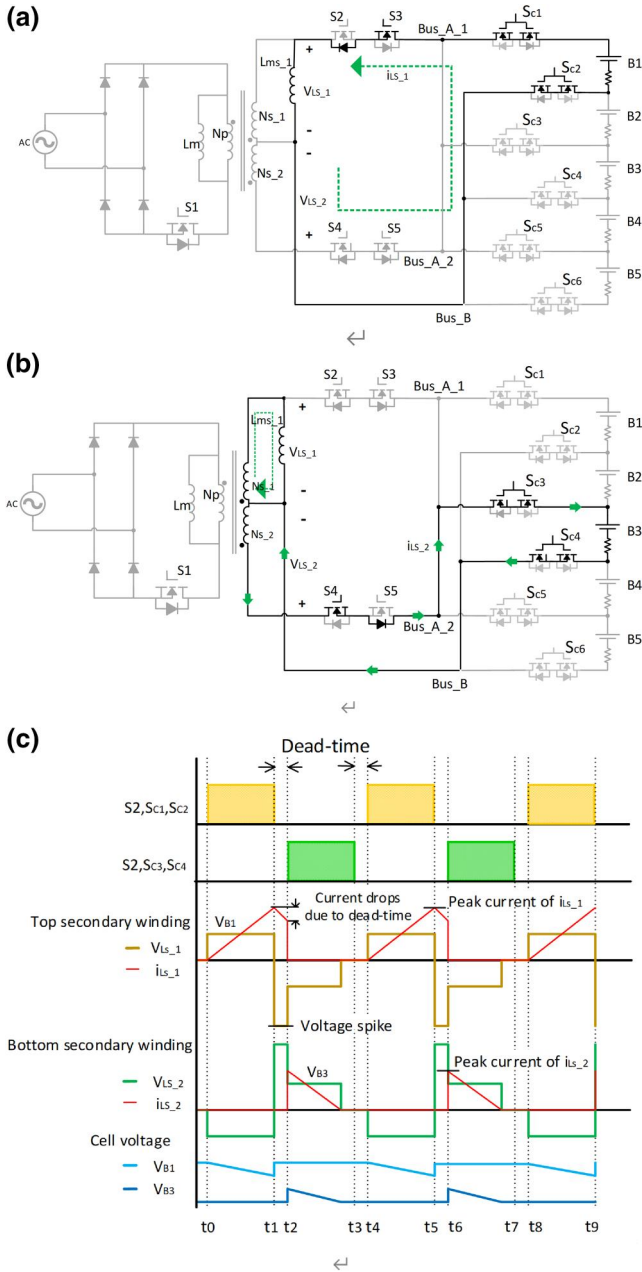 (a)
S2 S3 Bus_A_1 Sc1
+
Lms_1 iLS_1 Sc2 B1
VLS_1
AC Lm Np Ns_1 - Sc3 B2
-
Ns_2 B3
S1 VLS_2 Sc4
+ S4 S5 Sc5 B4
Bus_A_2
B5
Sc6
Bus_B
↵
(b)
S2 S3 Bus_A_1 Sc1
+
Lms_1 B1
VLS_1 Sc2
Ns_1 - Sc3 B2
AC Lm Np
-
Ns_2 iLS_2 Sc4 B3
VLS_2
S1 + S4 S5 Sc5 B4
Bus_A_2
B5
Sc6
Bus_B
↵
(c)
Dead-time
S2,SC1,SC2
S2,SC3,SC4
Current drops
due to dead-time
Peak current of iLS_1
Top secondary winding
VB1
VLS_1
iLS_1
Voltage spike
Bottom secondary winding
VB3
Peak current of iLS_2
VLS_2
iLS_2
Cell voltage
VB1
VB3
t0 t1 t2 t3 t4 t5 t6 t7 t8 t9
↵